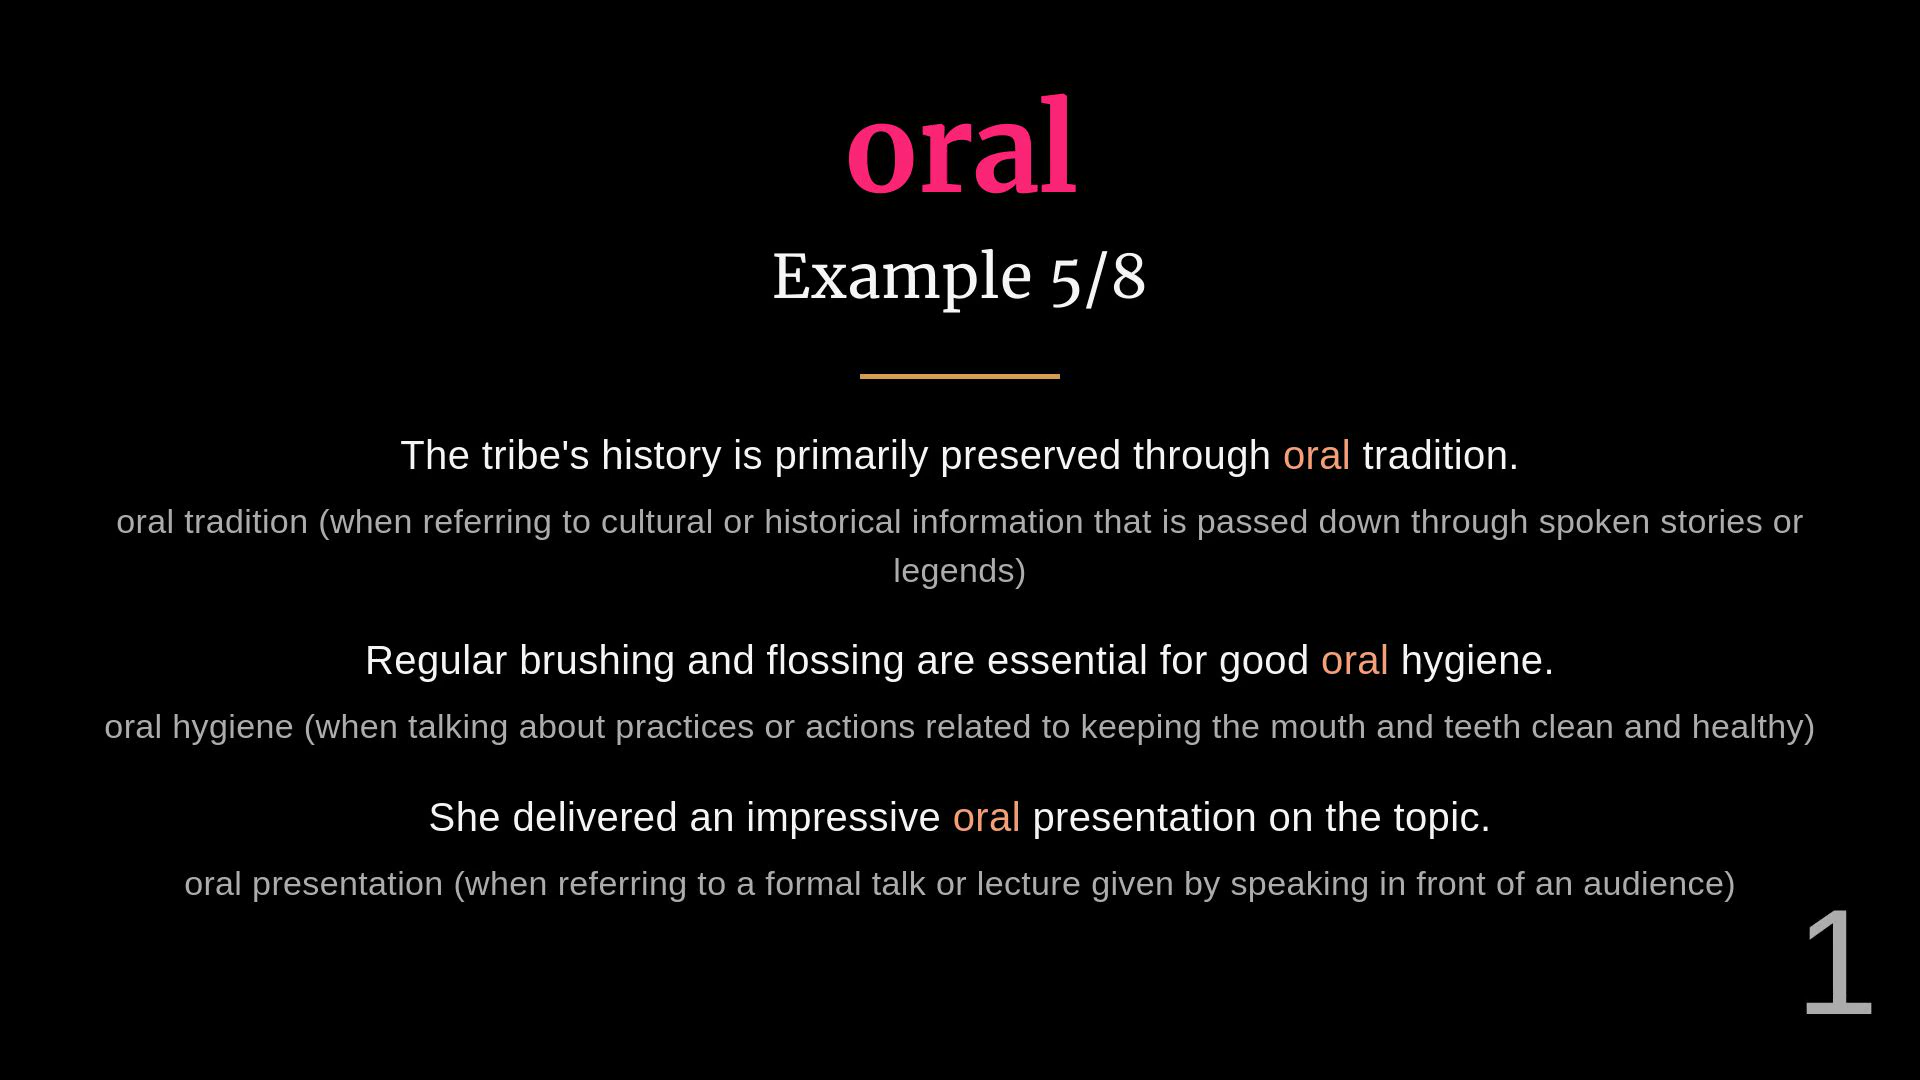 oral
Example 5/8
The tribe's history is primarily preserved through oral tradition.
oral tradition (when referring to cultural or historical information that is passed down through spoken stories or
legends)
Regular brushing and flossing are essential for good oral hygiene.
oral hygiene (when talking about practices or actions related to keeping the mouth and teeth clean and healthy)
She delivered an impressive oral presentation on the topic.
oral presentation (when referring to a formal talk or lecture given by speaking in front of an audience)
1